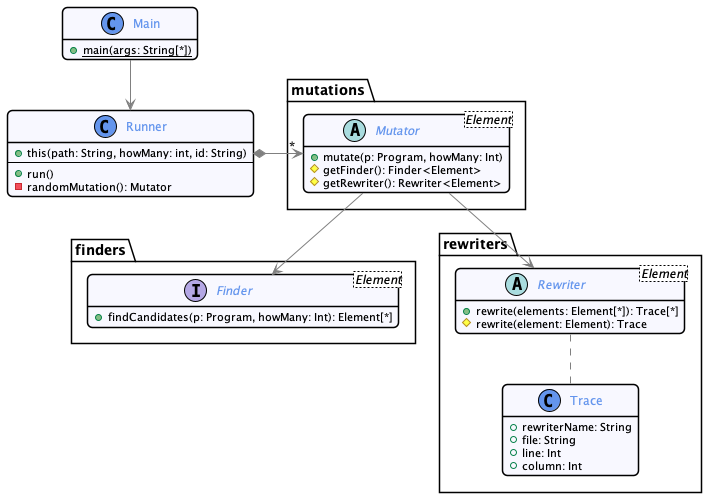 C Main
main(args: String[*])
C Runner
this(path: String, howMany: int, id: String)
run()
randomMutation(): Mutator
*
mutations
A Mutator
Element
mutate(p: Program, howMany: Int)
getFinder(): Finder<Element>
getRewriter(): Rewriter<Element>
finders
I Finder
Element
findCandidates(p: Program, howMany: Int): Element[*]
rewriters
A Rewriter
Element
rewrite(elements: Element[*]): Trace[*]
rewrite(element: Element): Trace
C Trace
rewriterName: String
file: String
line: Int
column: Int